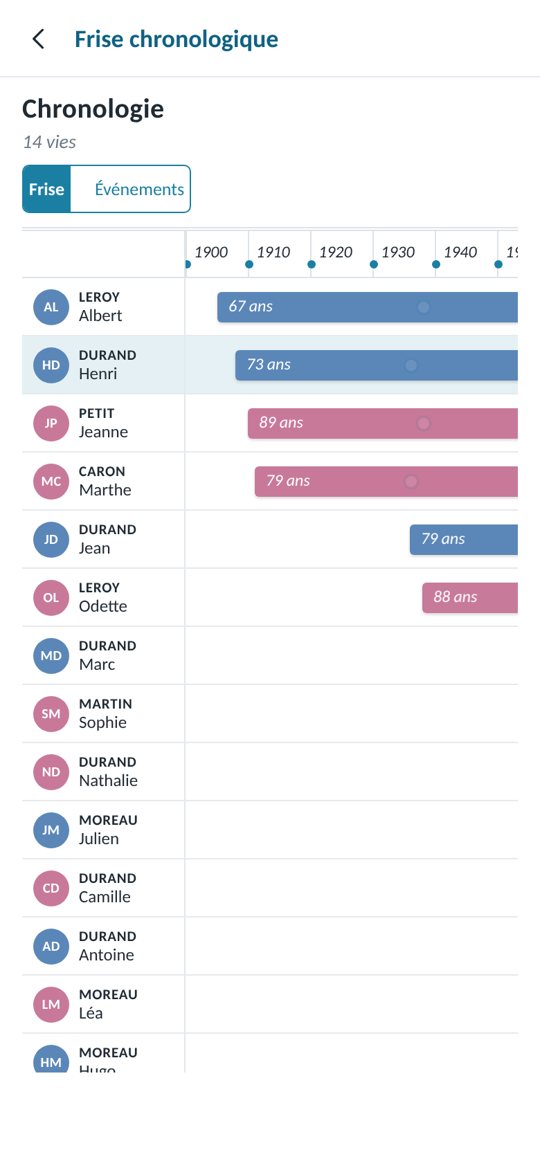 Frise chronologique
Chronologie
14 vies
Frise
Événements
1900 1910 1920 1930 1940
AL LEROY
Albert
67 ans
HD DURAND
Henri
73 ans
JP PETIT
Jeanne
89 ans
MC CARON
Marthe
79 ans
JD DURAND
Jean
79 ans
OL LEROY
Odette
88 ans
MD DURAND
Marc
SM MARTIN
Sophie
ND DURAND
Nathalie
JM MOREAU
Julien
CD DURAND
Camille
AD DURAND
Antoine
LM MOREAU
Léa
HM MOREAU
Hugo